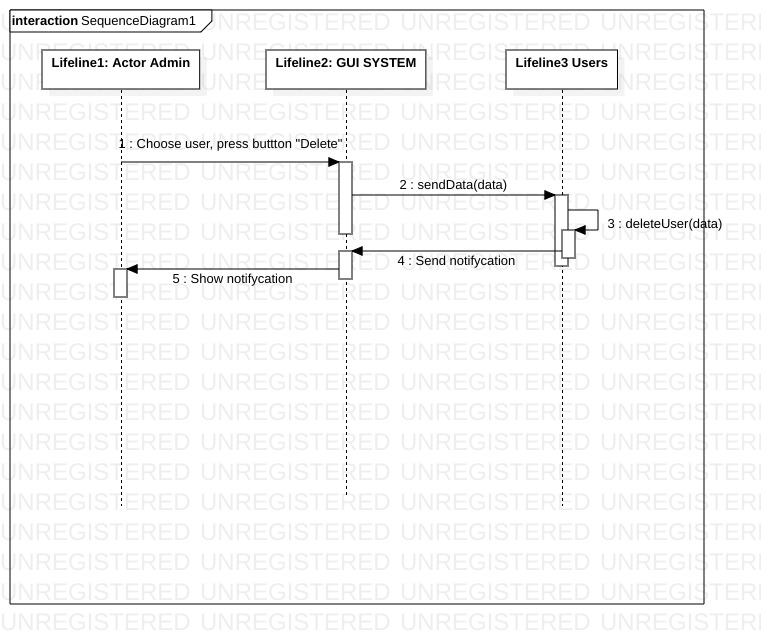 interaction SequenceDiagram1
Lifeline1: Actor Admin
Lifeline2: GUI SYSTEM
Lifeline3 Users
1 : Choose user, press buttton "Delete"
2 : sendData(data)
3 : deleteUser(data)
4 : Send notifycation
5 : Show notifycation
UNREGISTERED